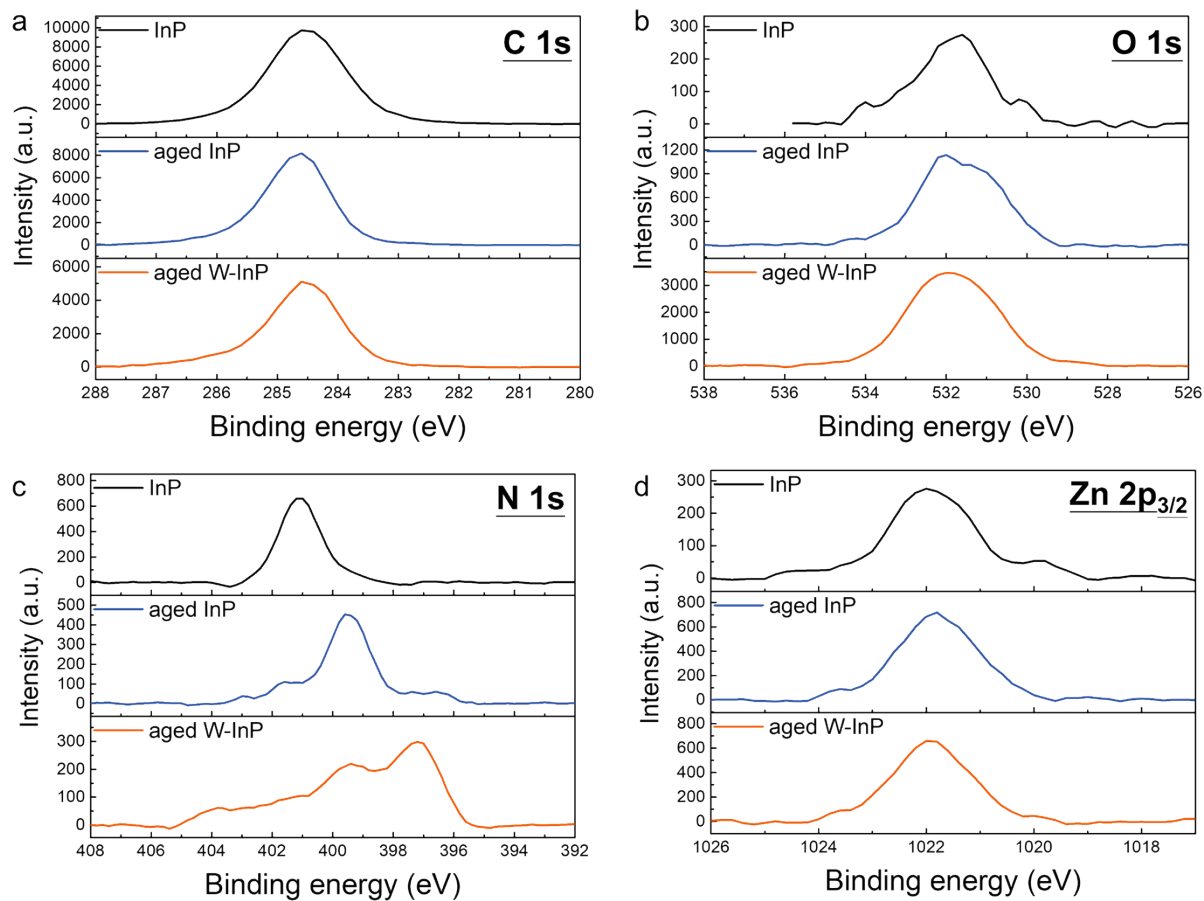 a
InP
C 1s
10000
8000
6000
4000
2000
0
aged InP
8000
6000
4000
2000
0
aged W-InP
6000
4000
2000
0
288 287 286 285 284 283 282 281 280
Binding energy (eV)
Intensity (a.u.)
b
InP
O 1s
300
200
100
0
aged InP
1200
900
600
300
0
aged W-InP
3000
2000
1000
0
538 536 534 532 530 528 526
Binding energy (eV)
Intensity (a.u.)
c
InP
N 1s
800
600
400
200
0
aged InP
500
400
300
200
100
0
aged W-InP
300
200
100
0
408 406 404 402 400 398 396 394 392
Binding energy (eV)
Intensity (a.u.)
d
InP
Zn 2p3/2
300
200
100
0
aged InP
800
600
400
200
0
aged W-InP
800
600
400
200
0
1026 1024 1022 1020 1018
Binding energy (eV)
Intensity (a.u.)